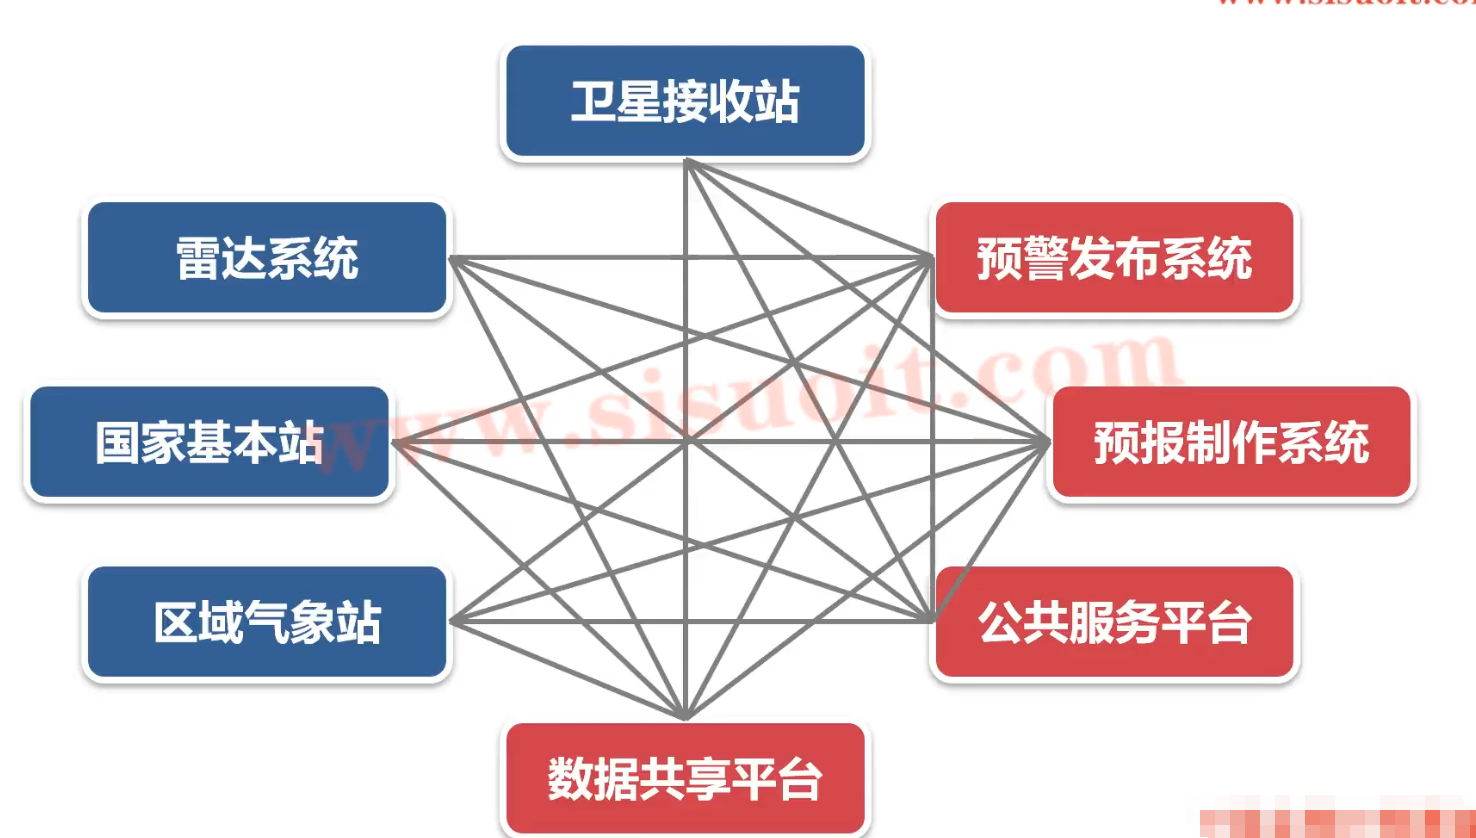 www.sisuoit.com
卫星接收站
雷达系统
预警发布系统
www.sisuoit.com
国家基本站
预报制作系统
区域气象站
公共服务平台
数据共享平台